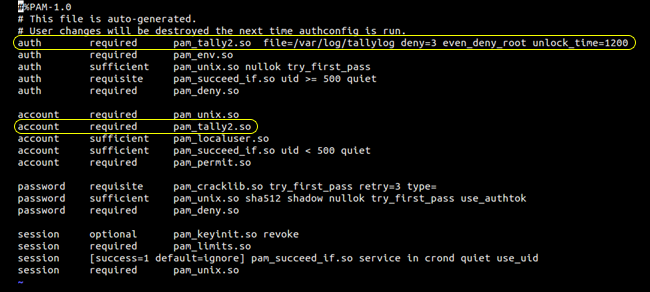 #%PAM-1.0
# This file is auto-generated.
# User changes will be destroyed the next time authconfig is run.
auth        required      pam_tally2.so  file=/var/log/tallylog deny=3 even_deny_root unlock_time=1200
auth        required      pam_env.so
auth        sufficient    pam_unix.so nullok try_first_pass
auth        requisite     pam_succeed_if.so uid >= 500 quiet
auth        required      pam_deny.so

account     required      pam_unix.so
account     required      pam_tally2.so
account     sufficient    pam_localuser.so
account     sufficient    pam_succeed_if.so uid < 500 quiet
account     required      pam_permit.so

password    requisite     pam_cracklib.so try_first_pass retry=3 type=
password    sufficient    pam_unix.so sha512 shadow nullok try_first_pass use_authtok
password    required      pam_deny.so

session     optional      pam_keyinit.so revoke
session     required      pam_limits.so
session     [success=1 default=ignore] pam_succeed_if.so service in crond quiet use_uid
session     required      pam_unix.so
~